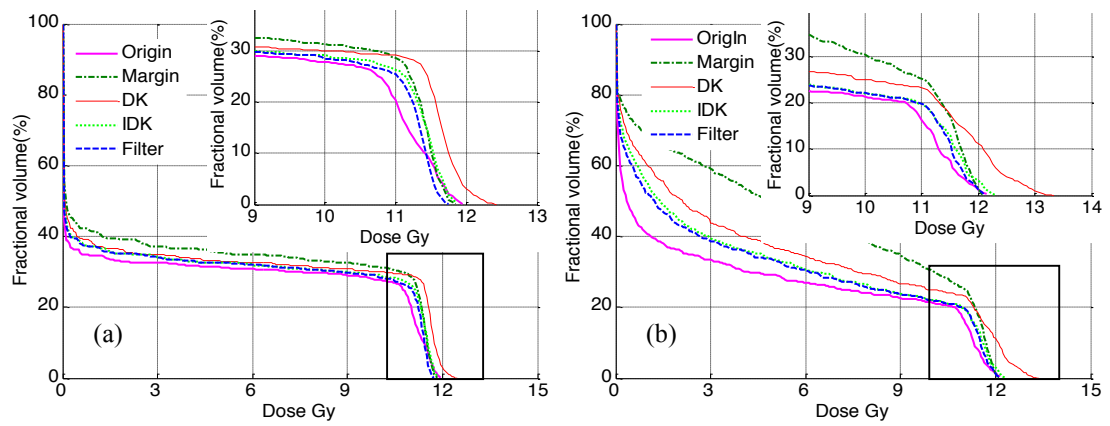 100
80
60
40
20
0
Fractional volume(%)
Origin
Margin
DK
IDK
Filter
30
20
10
0
Fractional volume(%)
9 10 11 12 13
Dose Gy
(a)
0 3 6 9 12 15
Dose Gy
100
80
60
40
20
0
Fractional volume(%)
OrigIn
Margin
DK
IDK
Filter
30
20
10
0
Fractional volume(%)
9 10 11 12 13 14
Dose Gy
(b)
0 3 6 9 12 15
Dose Gy